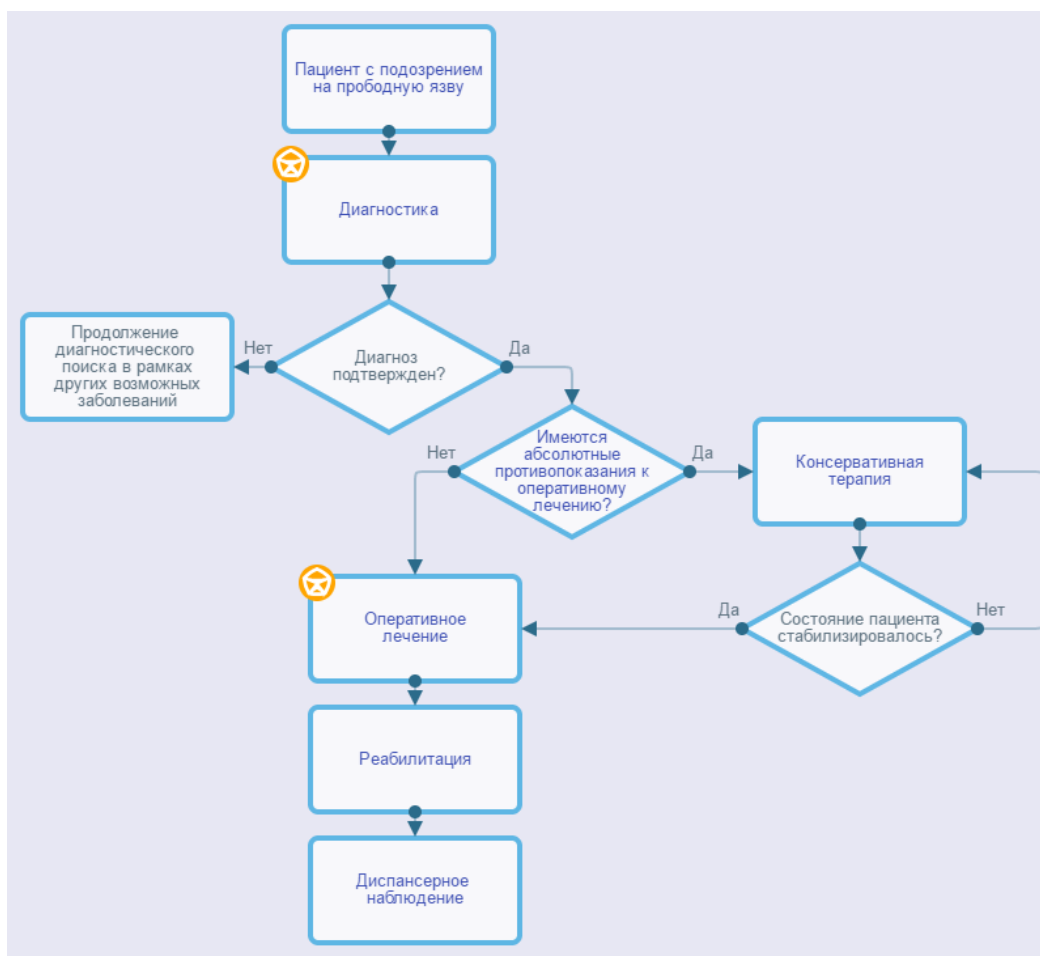 Пациент с подозрением
на прободную язву
Диагностика
Продолжение
диагностического
поиска в рамках
других возможных
заболеваний
Нет
Диагноз
подтвержден?
Да
Нет
Имеются
абсолютные
противопоказания к
оперативному
лечению?
Да
Консервативная
терапия
Оперативное
лечение
Да
Состояние пациента
стабилизировалось?
Нет
Реабилитация
Диспансерное
наблюдение